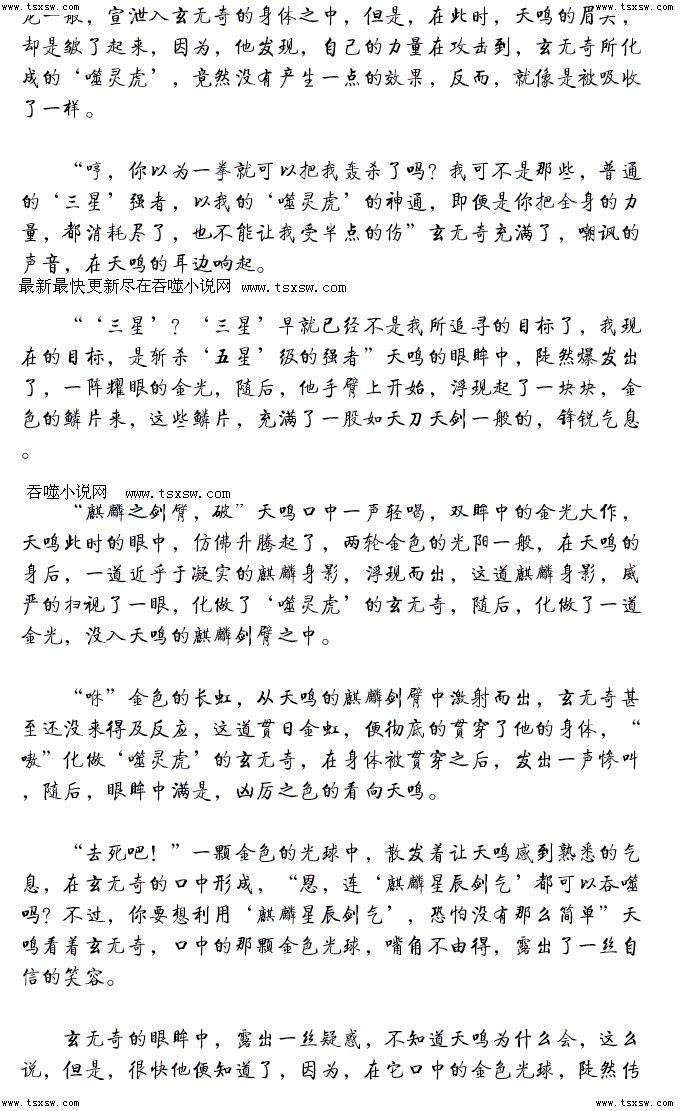 www.tsxsw.com www.tsxsw.com www.tsxsw.com
龙一般，宣泄入玄无奇的身体之中，但是，在此时，天鸣的眉头，
却是皱了起来，因为，他发现，自己的力量在攻击到，玄无奇所化
成的‘噬灵虎’，竟然没有产生一点的效果，反而，就像是被吸收
了一样。
“哼，你以为一拳就可以把我轰杀了吗？我可不是那些，普通
的‘三星’强者，以我的‘噬灵虎’的神通，即便是你把全身的力
量，都消耗尽了，也不能让我受半点的伤”玄无奇充满了，嘲讽的
声音，在天鸣的耳边响起。
最新最快更新尽在吞噬小说网 www.tsxsw.com
“‘三星’？‘三星’早就已经不是我所追寻的目标了，我现
在的目标，是斩杀‘五星’级的强者”天鸣的眼眸中，陡然爆发出
了，一阵耀眼的金光，随后，他手臂上开始，浮现起了一块块，金
色的鳞片来，这些鳞片，充满了一股如天刀天剑一般的，锋锐气息
。
吞噬小说网 www.tsxsw.com
“麒麟之剑臂，破”天鸣口中一声轻喝，双眸中的金光大作，
天鸣此时的眼中，仿佛升腾起了，两轮金色的光阳一般，在天鸣的
身后，一道近乎于凝实的麒麟身影，浮现而出，这道麒麟身影，威
严的扫视了一眼，化做了‘噬灵虎’的玄无奇，随后，化做了一道
金光，没入天鸣的麒麟剑臂之中。
“咻”金色的长虹，从天鸣的麒麟剑臂中激射而出，玄无奇甚
至还没来得及反应，这道贯日金虹，便彻底的贯穿了他的身体，“
嗷”化做‘噬灵虎’的玄无奇，在身体被贯穿之后，发出一声惨叫
，随后，眼眸中满是，凶厉之色的看向天鸣。
“去死吧！”一颗金色的光球中，散发着让天鸣感到熟悉的气
息，在玄无奇的口中形成，“恩，连‘麒麟星辰剑气’都可以吞噬
吗？不过，你要想利用‘麒麟星辰剑气’，恐怕没有那么简单”天
鸣看着玄无奇，口中的那颗金色光球，嘴角不由得，露出了一丝自
信的笑容。
玄无奇的眼眸中，露出一丝疑惑，不知道天鸣为什么会，这么
说，但是，很快他便知道了，因为，在它口中的金色光球，陡然传
www.tsxsw.com www.tsxsw.com www.tsxsw.com